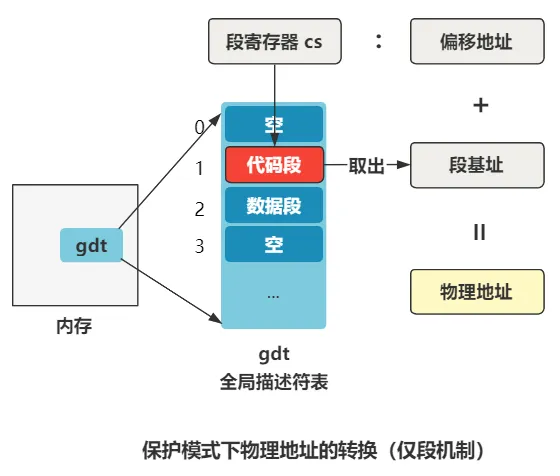 段寄存器 cs : 偏移地址
+
0 空
1 代码段 取出 段基址
2 数据段
3 空
=
gdt
...
物理地址
内存
gdt
全局描述符表
保护模式下物理地址的转换（仅段机制）